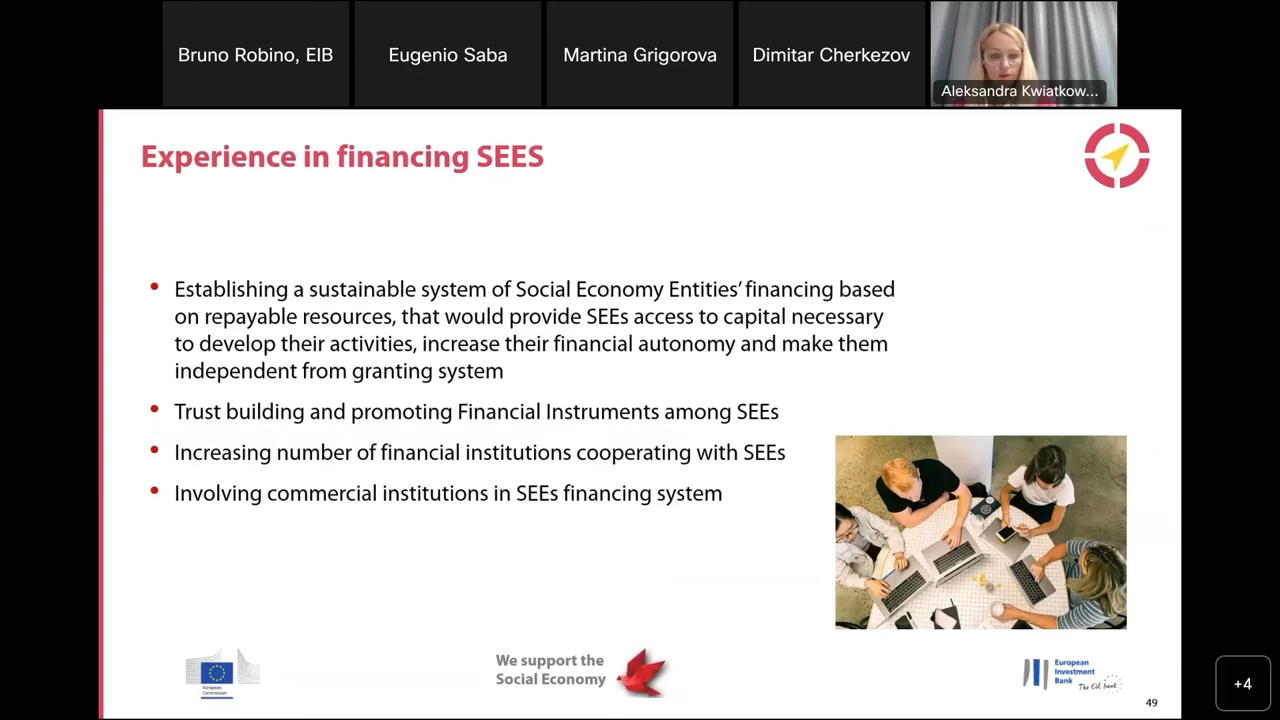 Bruno Robino, EIB
Eugenio Saba
Martina Grigorova
Dimitar Cherkezov
Aleksandra Kwiatkow...
Experience in financing SEES
• Establishing a sustainable system of Social Economy Entities' financing based
on repayable resources, that would provide SEEs access to capital necessary
to develop their activities, increase their financial autonomy and make them
independent from granting system
• Trust building and promoting Financial Instruments among SEEs
• Increasing number of financial institutions cooperating with SEEs
• Involving commercial institutions in SEEs financing system
European
Commission
We support the
Social Economy
European
Investment
Bank
The EU bank
49
+4